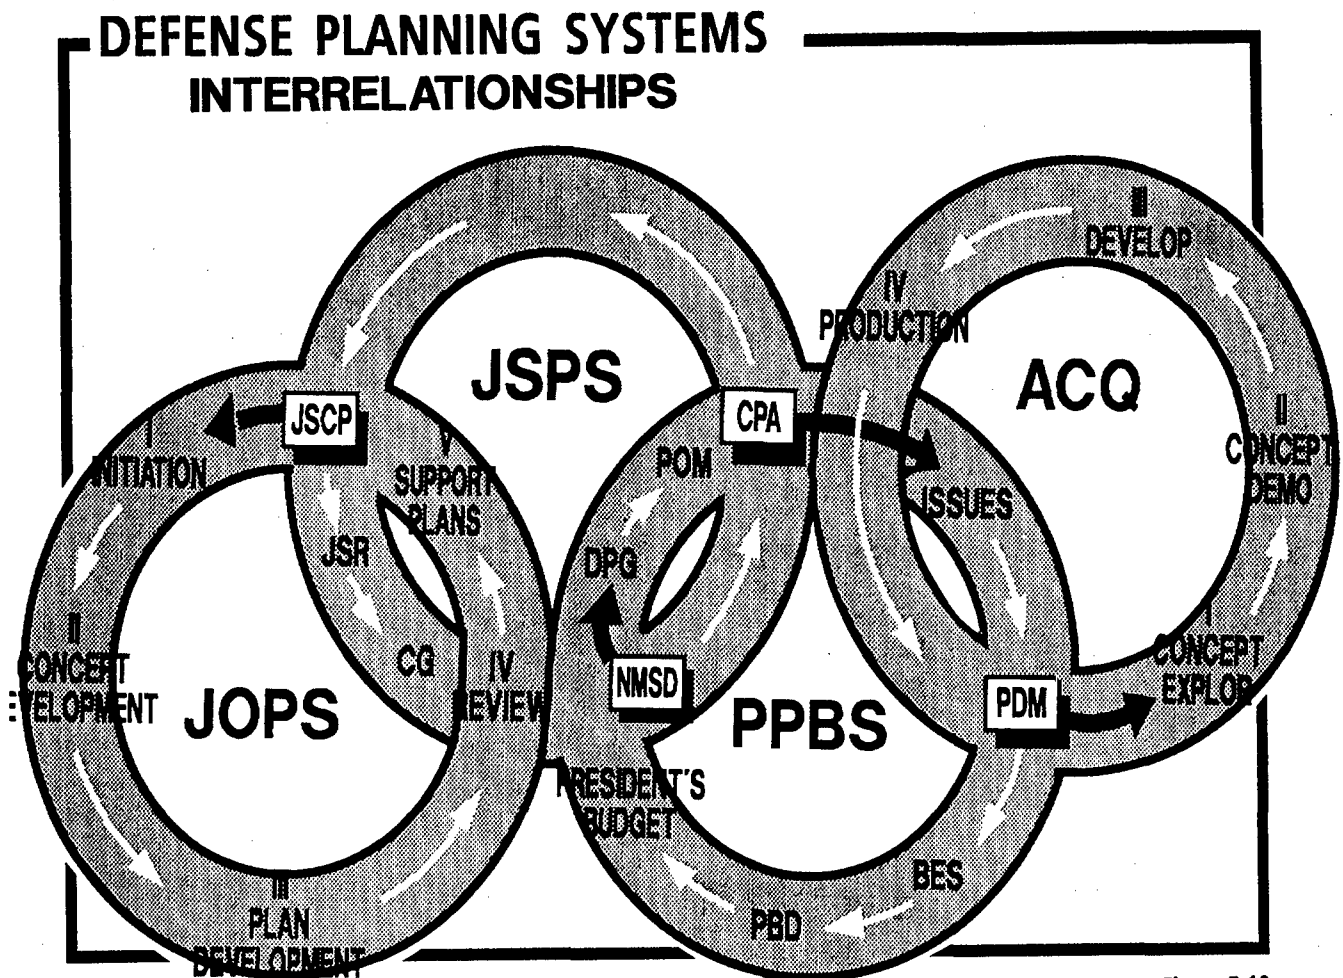 DEFENSE PLANNING SYSTEMS
INTERRELATIONSHIPS
JSPS
ACQ
JOPS
PPBS
JSCP
I
INITIATION
II
CONCEPT
EVELOPMENT
III
PLAN
DEVELOPMENT
IV
REVIEW
V
SUPPORT
PLANS
JSR
CG
NMSD
DPG
POM
CPA
ISSUES
PDM
BES
PBD
PRESIDENT'S
BUDGET
I
CONCEPT
EXPLOR
II
CONCEPT
DEMO
III
DEVELOP
IV
PRODUCTION